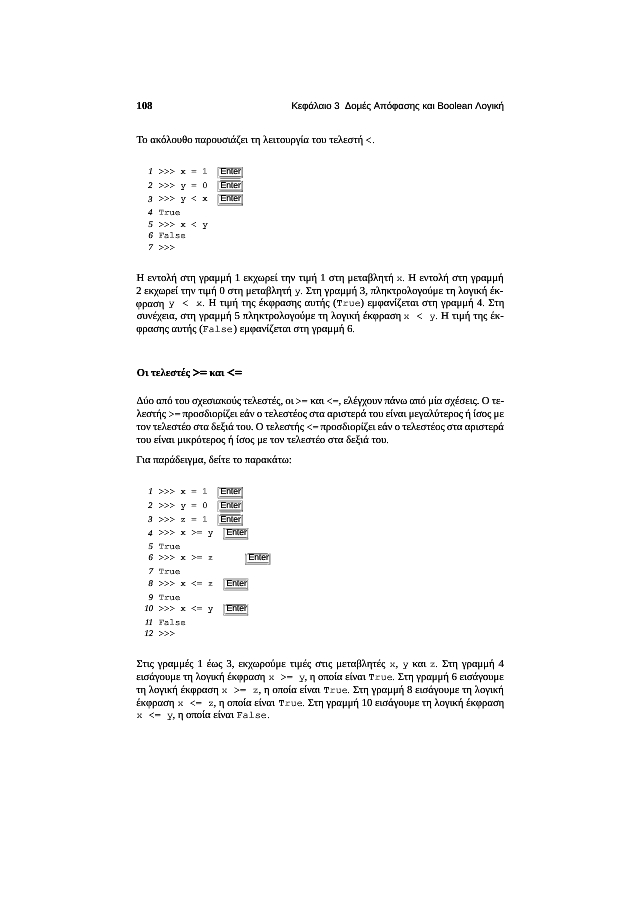 108 Κεφάλαιο 3 Δομές Απόφασης και Boolean Λογική
Το ακόλουθο παρουσιάζει τη λειτουργία του τελεστή <.
1 >>> x = 1 Enter
2 >>> y = 0 Enter
3 >>> y < x Enter
4 True
5 >>> x < y
6 False
7 >>>
Η εντολή στη γραμμή 1 εκχωρεί την τιμή 1 στη μεταβλητή x. Η εντολή στη γραμμή
2 εκχωρεί την τιμή 0 στη μεταβλητή y. Στη γραμμή 3, πληκτρολογούμε τη λογική έκ-
φραση y < x. Η τιμή της έκφρασης αυτής (True) εμφανίζεται στη γραμμή 4. Στη
συνέχεια, στη γραμμή 5 πληκτρολογούμε τη λογική έκφραση x < y. Η τιμή της έκ-
φρασης αυτής (False) εμφανίζεται στη γραμμή 6.
Οι τελεστές >= και <=
Δύο από του σχεσιακούς τελεστές, οι >= και <=, ελέγχουν πάνω από μία σχέσεις. Ο τε-
λεστής >= προσδιορίζει εάν ο τελεστέος στα αριστερά του είναι μεγαλύτερος ή ίσος με
τον τελεστέο στα δεξιά του. Ο τελεστής <= προσδιορίζει εάν ο τελεστέος στα αριστερά
του είναι μικρότερος ή ίσος με τον τελεστέο στα δεξιά του.
Για παράδειγμα, δείτε το παρακάτω:
1 >>> x = 1 Enter
2 >>> y = 0 Enter
3 >>> z = 1 Enter
4 >>> x >= y Enter
5 True
6 >>> x >= z Enter
7 True
8 >>> x <= z Enter
9 True
10 >>> x <= y Enter
11 False
12 >>>
Στις γραμμές 1 έως 3, εκχωρούμε τιμές στις μεταβλητές x, y και z. Στη γραμμή 4
εισάγουμε τη λογική έκφραση x >= y, η οποία είναι True. Στη γραμμή 6 εισάγουμε
τη λογική έκφραση x >= z, η οποία είναι True. Στη γραμμή 8 εισάγουμε τη λογική
έκφραση x <= z, η οποία είναι True. Στη γραμμή 10 εισάγουμε τη λογική έκφραση
x <= y, η οποία είναι False.